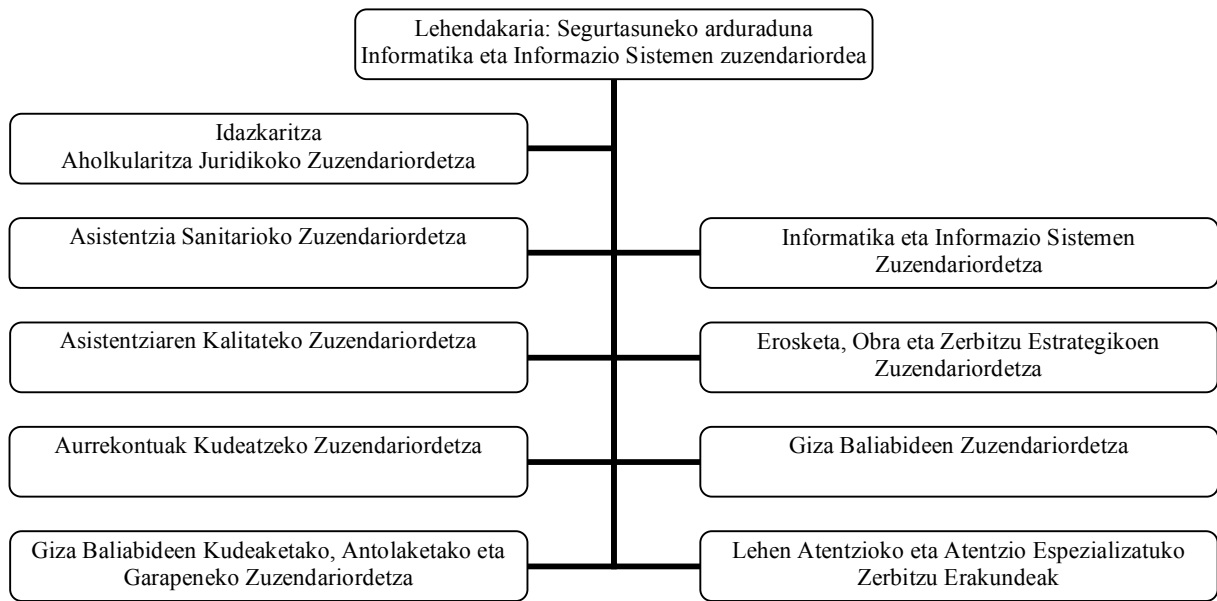 Lehendakaria: Segurtasuneko arduraduna
Informatika eta Informazio Sistemen zuzendariordea
Idazkaritza
Aholkularitza Juridikoko Zuzendariordetza
Asistentzia Sanitarioko Zuzendariordetza
Informatika eta Informazio Sistemen
Zuzendariordetza
Asistentziaren Kalitateko Zuzendariordetza
Erosketa, Obra eta Zerbitzu Estrategikoen
Zuzendariordetza
Aurrekontuak Kudeatzeko Zuzendariordetza
Giza Baliabideen Zuzendariordetza
Giza Baliabideen Kudeaketako, Antolaketako eta
Garapeneko Zuzendariordetza
Lehen Atentzioko eta Atentzio Espezializatuko
Zerbitzu Erakundeak